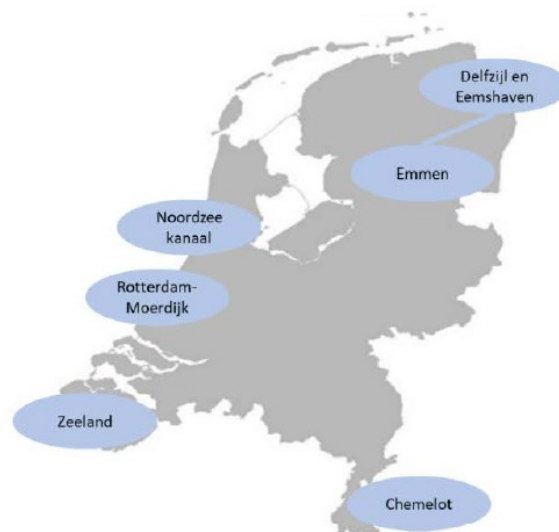 Delfzijl en
Eemshaven
Emmen
Noordzee
kanaal
Rotterdam-
Moerdijk
Zeeland
Chemelot